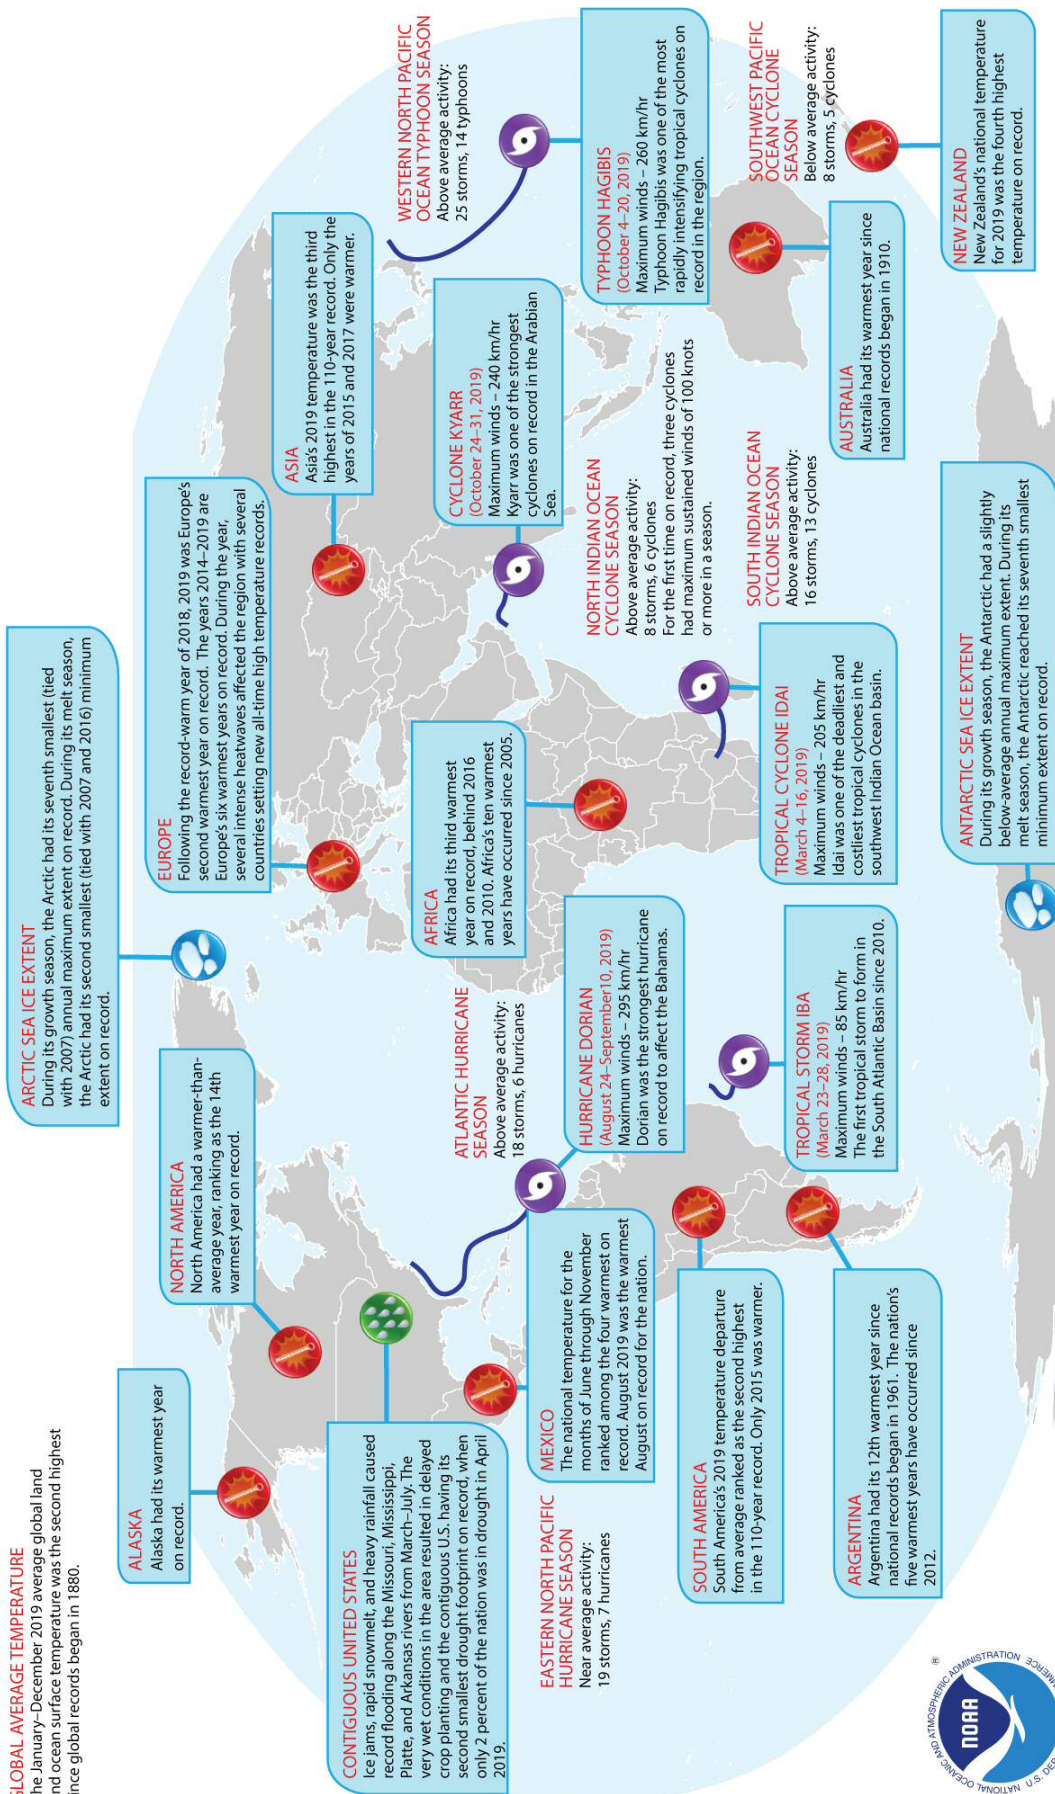 GLOBAL AVERAGE TEMPERATURE
he January–December 2019 average global land
nd ocean surface temperature was the second highest
ince global records began in 1880.
ARCTIC SEA ICE EXTENT
During its growth season, the Arctic had its seventh smallest (tied
with 2007) annual maximum extent on record. During its melt season,
the Arctic had its second smallest (tied with 2007 and 2016) minimum
extent on record.
ALASKA
Alaska had its warmest year
on record.
NORTH AMERICA
North America had a warmer-than-
average year, ranking as the 14th
warmest year on record.
EUROPE
Following the record-warm year of 2018, 2019 was Europe's
second warmest year on record. The years 2014–2019 are
Europe's six warmest years on record. During the year,
several intense heatwaves affected the region with several
countries setting new all-time high temperature records.
ASIA
Asia's 2019 temperature was the third
highest in the 110-year record. Only the
years of 2015 and 2017 were warmer.
WESTERN NORTH PACIFIC
OCEAN TYPHOON SEASON
Above average activity:
25 storms, 14 typhoons
CONTIGUOUS UNITED STATES
Ice jams, rapid snowmelt, and heavy rainfall caused
record flooding along the Missouri, Mississippi,
Platte, and Arkansas rivers from March–July. The
very wet conditions in the area resulted in delayed
crop planting and the contiguous U.S. having its
second smallest drought footprint on record, when
only 2 percent of the nation was in drought in April
2019.
ATLANTIC HURRICANE
SEASON
Above average activity:
18 storms, 6 hurricanes
AFRICA
Africa had its third warmest
year on record, behind 2016
and 2010. Africa's ten warmest
years have occurred since 2005.
CYCLONE KYARR
(October 24–31, 2019)
Maximum winds – 240 km/hr
Kyarr was one of the strongest
cyclones on record in the Arabian
Sea.
EASTERN NORTH PACIFIC
HURRICANE SEASON
Near average activity:
19 storms, 7 hurricanes
MEXICO
The national temperature for the
months of June through November
ranked among the four warmest on
record. August 2019 was the warmest
August on record for the nation.
HURRICANE DORIAN
(August 24–September10, 2019)
Maximum winds – 295 km/hr
Dorian was the strongest hurricane
on record to affect the Bahamas.
NORTH INDIAN OCEAN
CYCLONE SEASON
Above average activity:
8 storms, 6 cyclones
For the first time on record, three cyclones
had maximum sustained winds of 100 knots
or more in a season.
TYPHOON HAGIBIS
(October 4–20, 2019)
Maximum winds – 260 km/hr
Typhoon Hagibis was one of the most
rapidly intensifying tropical cyclones on
record in the region.
SOUTH AMERICA
South America's 2019 temperature departure
from average ranked as the second highest
in the 110-year record. Only 2015 was warmer.
TROPICAL STORM IBA
(March 23–28, 2019)
Maximum winds – 85 km/hr
The first tropical storm to form in
the South Atlantic Basin since 2010.
TROPICAL CYCLONE IDAI
(March 4–16, 2019)
Maximum winds – 205 km/hr
Idai was one of the deadliest and
costliest tropical cyclones in the
southwest Indian Ocean basin.
SOUTH INDIAN OCEAN
CYCLONE SEASON
Above average activity:
16 storms, 13 cyclones
SOUTHWEST PACIFIC
OCEAN CYCLONE
SEASON
Below average activity:
8 storms, 5 cyclones
ARGENTINA
Argentina had its 12th warmest year since
national records began in 1961. The nation's
five warmest years have occurred since
2012.
AUSTRALIA
Australia had its warmest year since
national records began in 1910.
NEW ZEALAND
New Zealand's national temperature
for 2019 was the fourth highest
temperature on record.
ANTARCTIC SEA ICE EXTENT
During its growth season, the Antarctic had a slightly
below-average annual maximum extent. During its
melt season, the Antarctic reached its seventh smallest
minimum extent on record.
NATIONAL OCEANIC AND ATMOSPHERIC ADMINISTRATION
®
NOAA
U.S. DEP
MMERCE